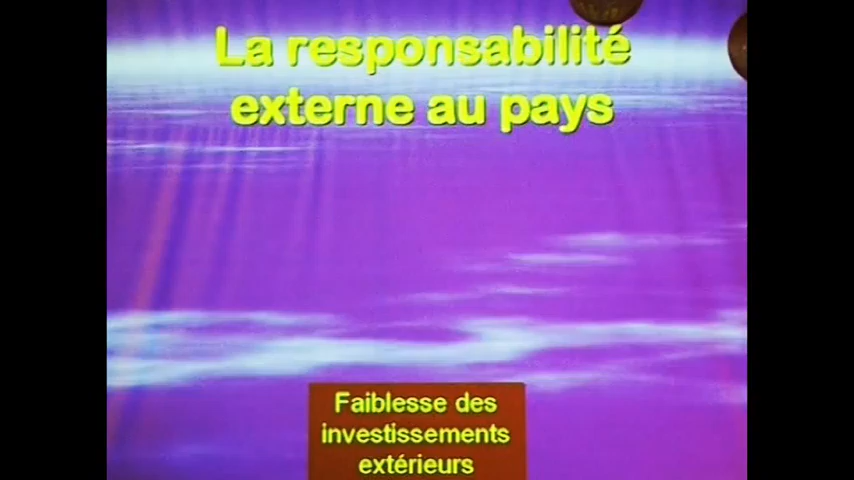 La responsabilité
externe au pays
Faiblesse des
investissements
extérieurs